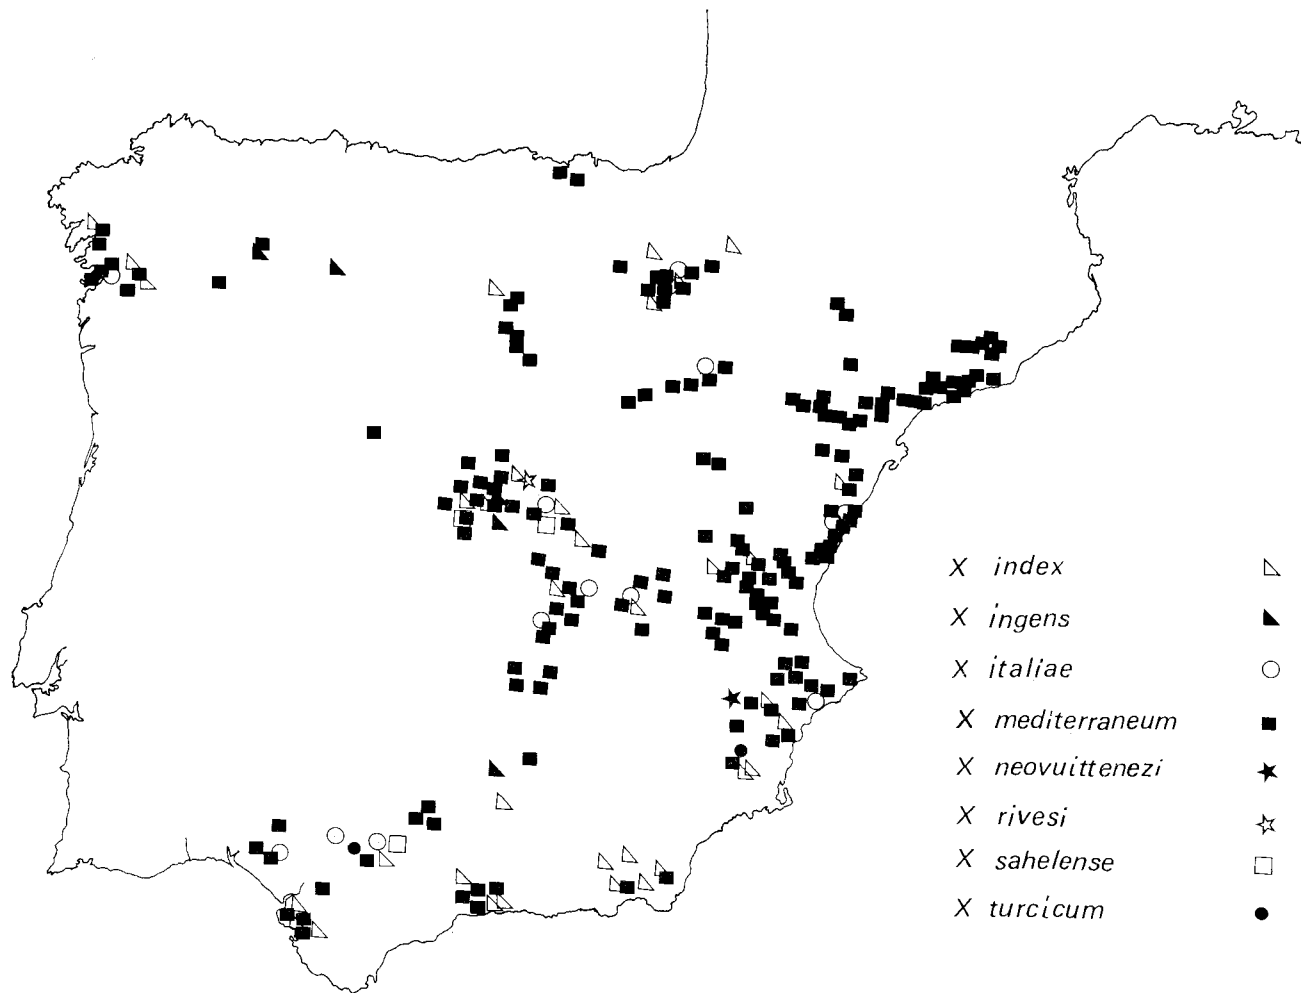 X index
X ingens
X italiae
X mediterraneum
X neovuittenezi
X rivesi
X sahelense
X turcicum